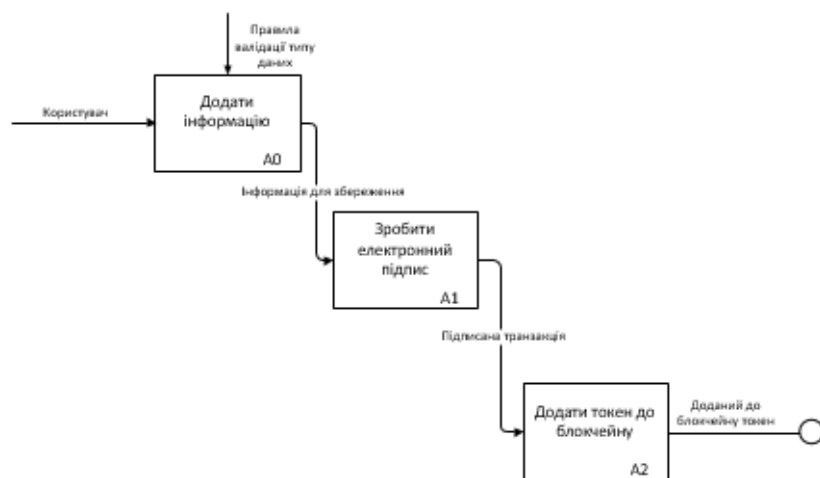 Правила
валідації типу
даних
Користувач
Додати
інформацію
A0
Інформація для збереження
Зробити
електронний
підпис
A1
Підписана транзакція
Додати токен до
блокчейну
A2
Доданий до
блокчейну токен